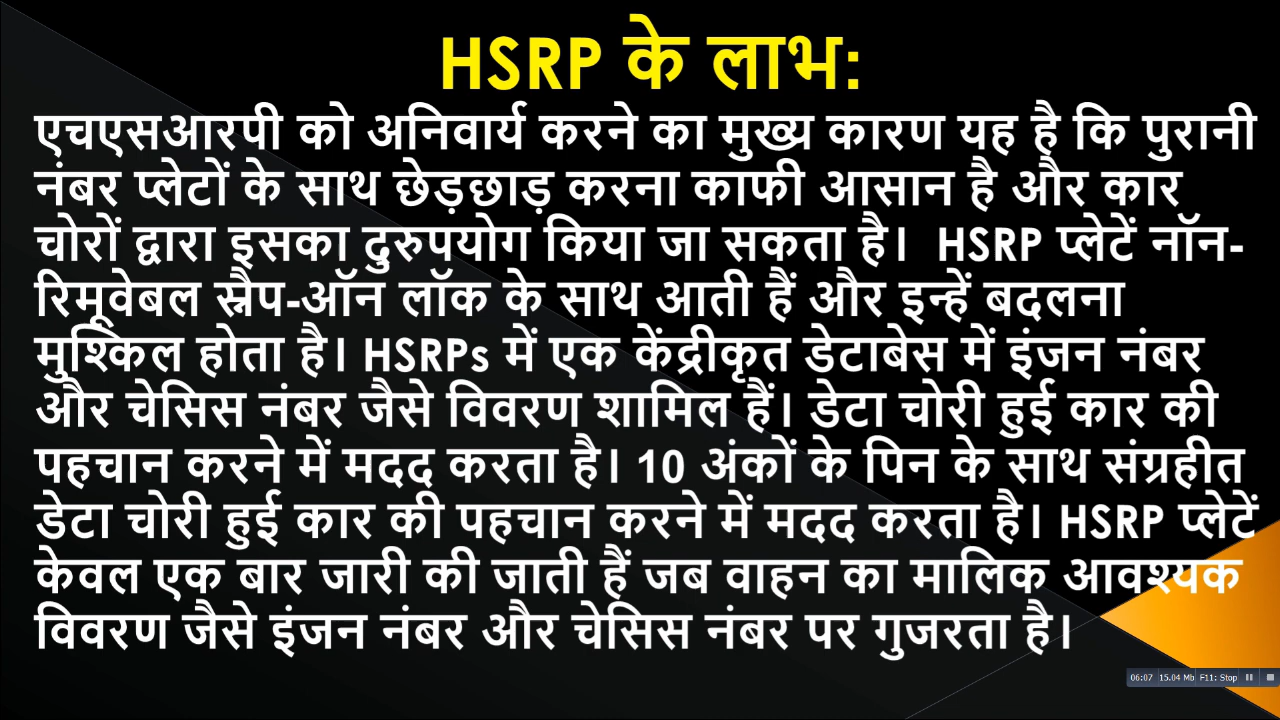 HSRP के लाभ:
एचएसआरपी को अनिवार्य करने का मुख्य कारण यह है कि पुरानी
नंबर प्लेटों के साथ छेड़छाड़ करना काफी आसान है और कार
चोरों द्वारा इसका दुरुपयोग किया जा सकता है। HSRP प्लेटें नॉन-
रिमूवेबल स्नैप-ऑन लॉक के साथ आती हैं और इन्हें बदलना
मुश्किल होता है। HSRPs में एक केंद्रीकृत डेटाबेस में इंजन नंबर
और चेसिस नंबर जैसे विवरण शामिल हैं। डेटा चोरी हुई कार की
पहचान करने में मदद करता है। 10 अंकों के पिन के साथ संग्रहीत
डेटा चोरी हुई कार की पहचान करने में मदद करता है। HSRP प्लेटें
केवल एक बार जारी की जाती हैं जब वाहन का मालिक आवश्यक
विवरण जैसे इंजन नंबर और चेसिस नंबर पर गुजरता है।
06:07 15.04 Mb F11: Stop